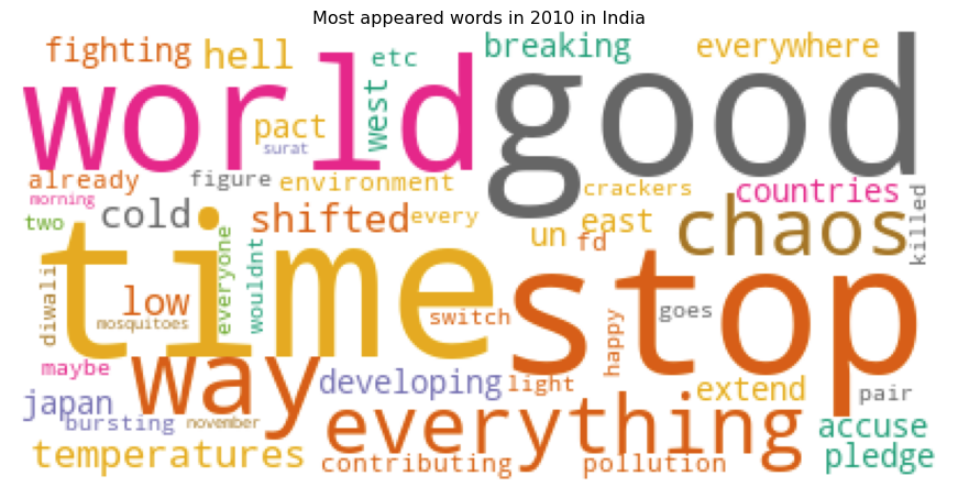 Most appeared words in 2010 in India
fighting
hell
etc
breaking
everywhere
world
good
west
pact
surat
already
figure
environment
crackers
countries
morning
killed
two
cold
shifted
every
un
east
fd
chaos
time
stop
diwali
low
everyone
wouldnt
mosquitoes
switch
happy
goes
maybe
way
developing
light
extend
pair
japan
bursting
november
everything
accuse
temperatures
contributing
pollution
pledge